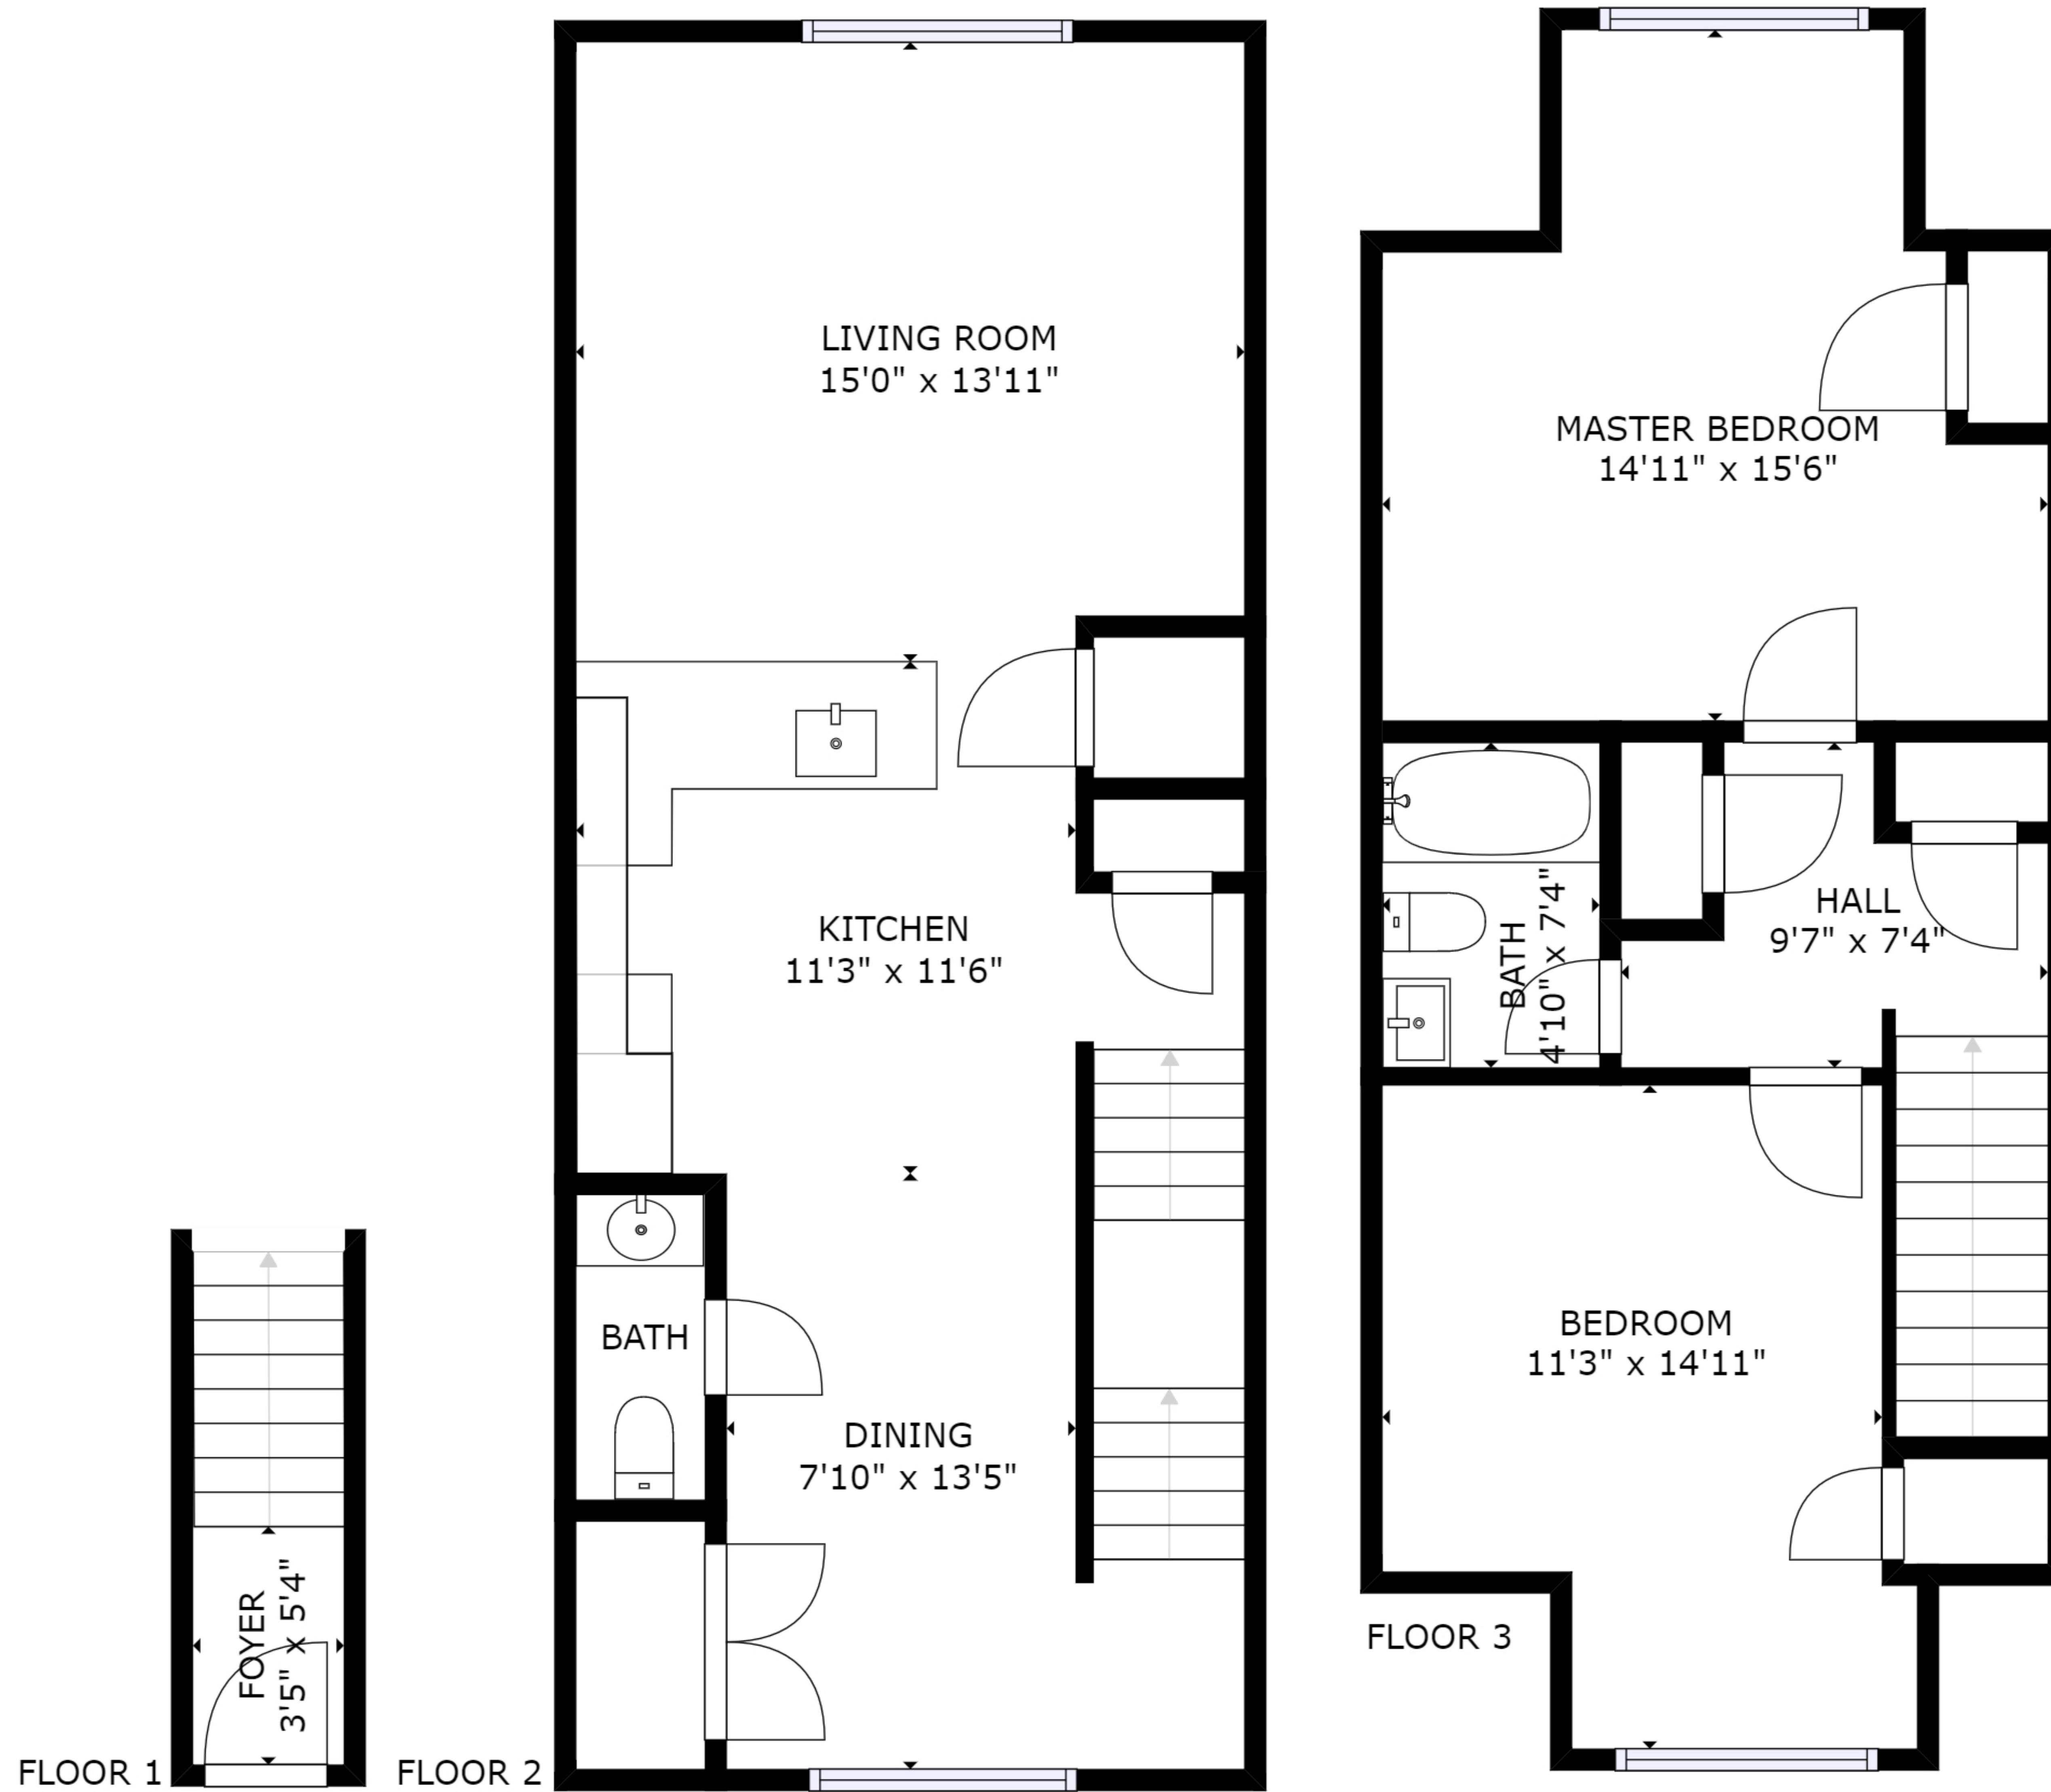 FLOOR 1
FOYER
3'5" x 5'4"
FLOOR 2
LIVING ROOM
15'0" x 13'11"
KITCHEN
11'3" x 11'6"
BATH
DINING
7'10" x 13'5"
FLOOR 3
MASTER BEDROOM
14'11" x 15'6"
BATH
4'10" x 7'4"
HALL
9'7" x 7'4"
BEDROOM
11'3" x 14'11"